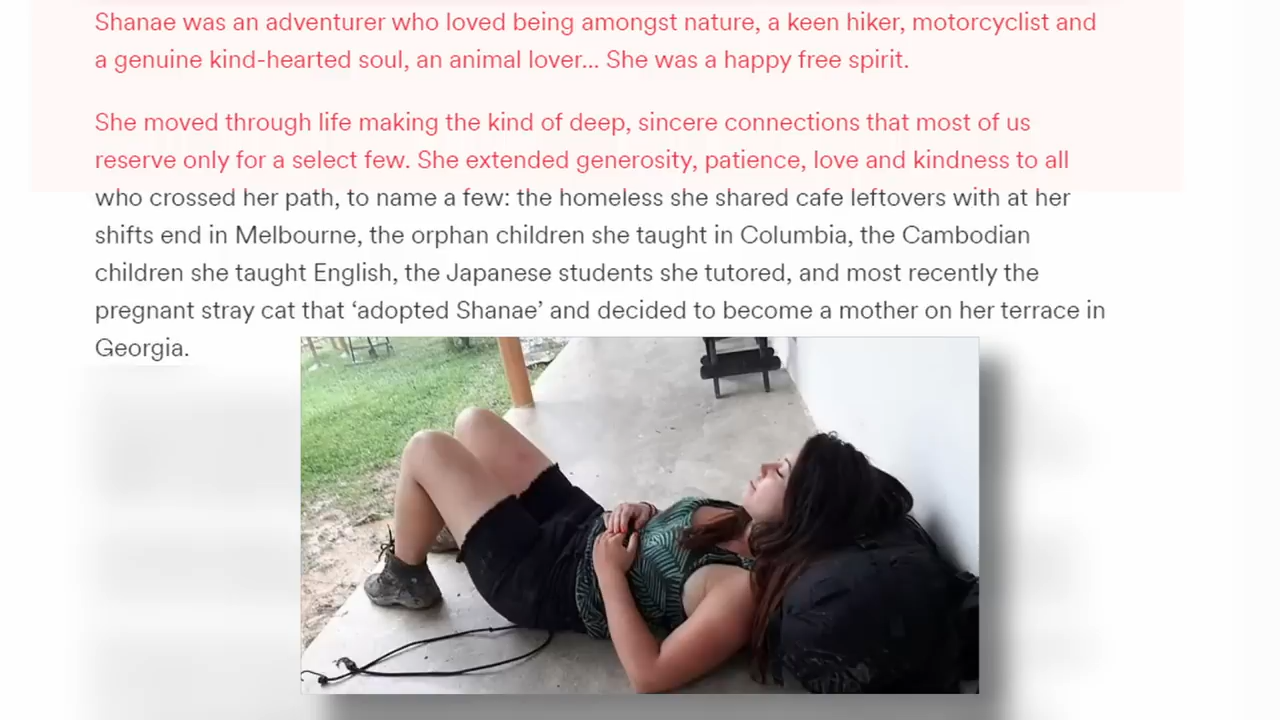 Shanae was an adventurer who loved being amongst nature, a keen hiker, motorcyclist and
a genuine kind-hearted soul, an animal lover... She was a happy free spirit.
She moved through life making the kind of deep, sincere connections that most of us
reserve only for a select few. She extended generosity, patience, love and kindness to all
who crossed her path, to name a few: the homeless she shared cafe leftovers with at her
shifts end in Melbourne, the orphan children she taught in Columbia, the Cambodian
children she taught English, the Japanese students she tutored, and most recently the
pregnant stray cat that ‘adopted Shanae’ and decided to become a mother on her terrace in
Georgia.